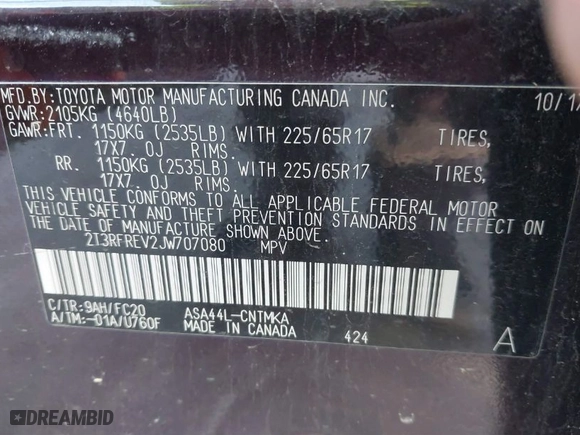 MFD.BY:TOYOTA MOTOR MANUFACTURING CANADA INC. 10/17
GVWR:2105KG (4640LB)
GAWR:FRT. 1150KG (2535LB) WITH 225/65R17 TIRES,
17X7. 0J RIMS.
RR. 1150KG (2535LB) WITH 225/65R17 TIRES,
17X7. 0J RIMS.
THIS VEHICLE CONFORMS TO ALL APPLICABLE FEDERAL MOTOR
VEHICLE SAFETY AND THEFT PREVENTION STANDARDS IN EFFECT ON
THE DATE OF MANUFACTURE SHOWN ABOVE.
2T3RFREV2JW707080 MPV
C/TR:9AH/FC20 ASA44L-CNTMKA
A/TM:-01A/U760F MADE IN CANADA 424 A
DREAMBID